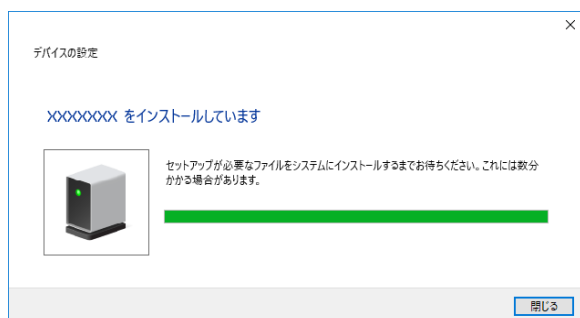 デバイスの設定
XXXXXXX をインストールしています
セットアップが必要なファイルをシステムにインストールするまでお待ちください。これには数分
かかる場合があります。
閉じる